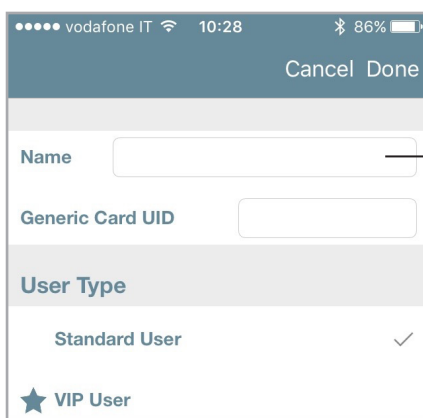 vodafone IT 10:28 86%
Cancel Done
Name
Generic Card UID
User Type
Standard User
VIP User